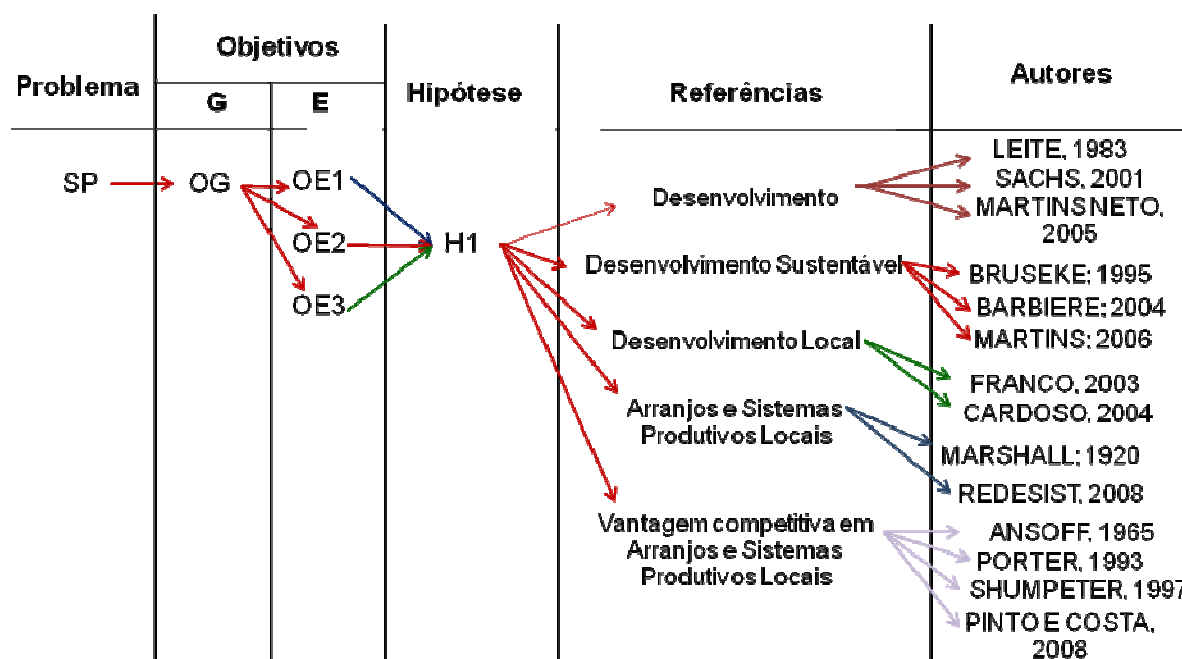 Problema
Objetivos
G
E
Hipótese
Referências
Autores
SP
OG
OE1
OE2
OE3
H1
Desenvolvimento
LEITE, 1983
SACHS, 2001
MARTINS NETO,
2005
Desenvolvimento Sustentável
BRUSEKE; 1995
BARBIERE; 2004
MARTINS; 2006
Desenvolvimento Local
FRANCO, 2003
CARDOSO, 2004
Arranjos e Sistemas
Produtivos Locais
MARSHALL; 1920
REDESIST, 2008
Vantagem competitiva em
Arranjos e Sistemas
Produtivos Locais
ANSOFF, 1965
PORTER, 1993
SHUMPETER, 1997
PINTO E COSTA,
2008